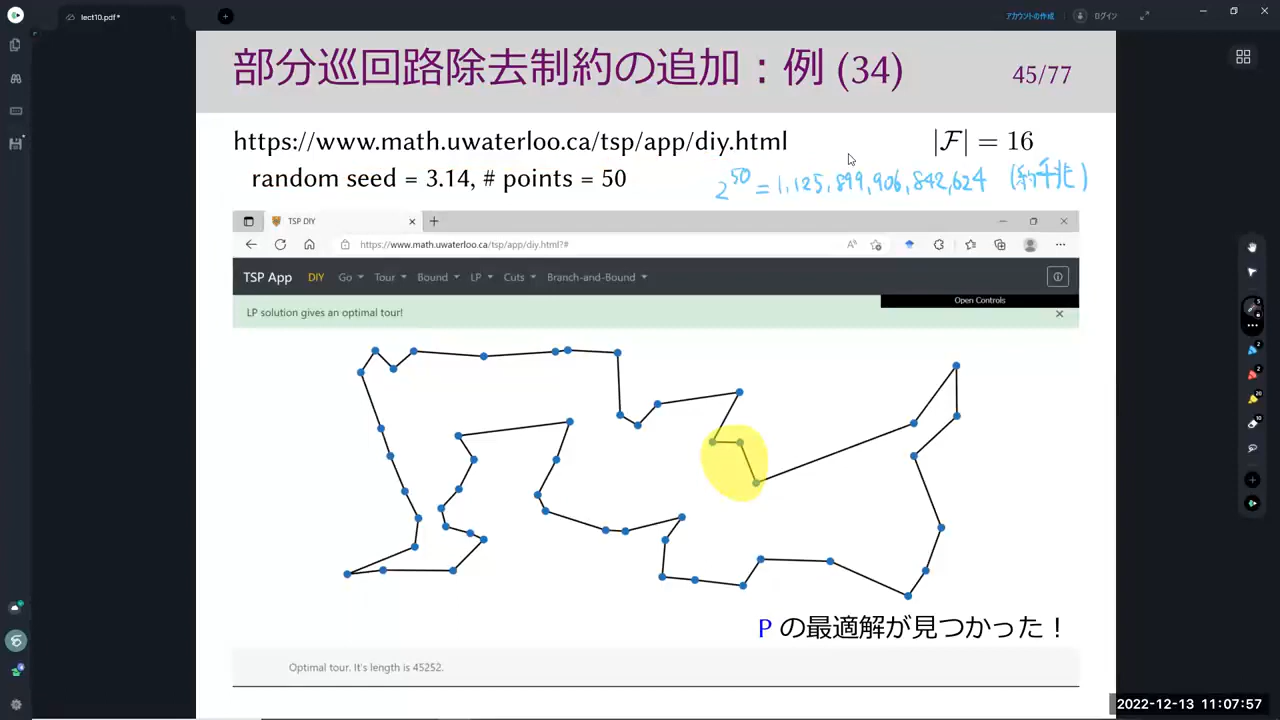 lect10.pdf*
アカウントの作成
ログイン
部分巡回路除去制約の追加：例 (34)
45/77
https://www.math.uwaterloo.ca/tsp/app/diy.html
|ℱ| = 16
random seed = 3.14, # points = 50
2^50 = 1,125,899,906,842,624 (約千兆)
TSP DIY
https://www.math.uwaterloo.ca/tsp/app/diy.html?#
TSP App DIY Go Tour Bound LP Cuts Branch-and-Bound
Open Controls
LP solution gives an optimal tour!
P の最適解が見つかった！
Optimal tour. It's length is 45252.
2022-12-13 11:07:57